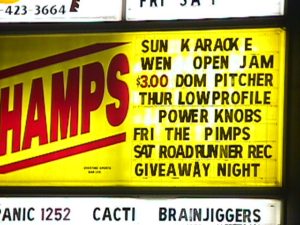 -423-3664
FRI SAT
HAMPS
SUN KARAOKE
WEN OPEN JAM
$3.00 DOM PITCHER
THUR LOWPROFILE
POWER KNOBS
FRI THE PIMPS
SAT ROADRUNNER REC
GIVEAWAY NIGHT
ANIC 1252 CACTI BRAINJIGGERS